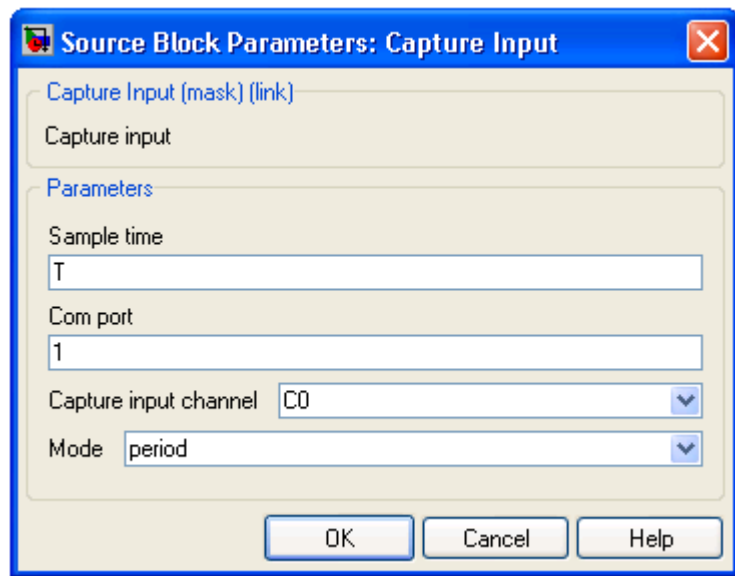 Source Block Parameters: Capture Input
Capture Input (mask) (link)
Capture input
Parameters
Sample time
T
Com port
1
Capture input channel C0
Mode period
OK Cancel Help